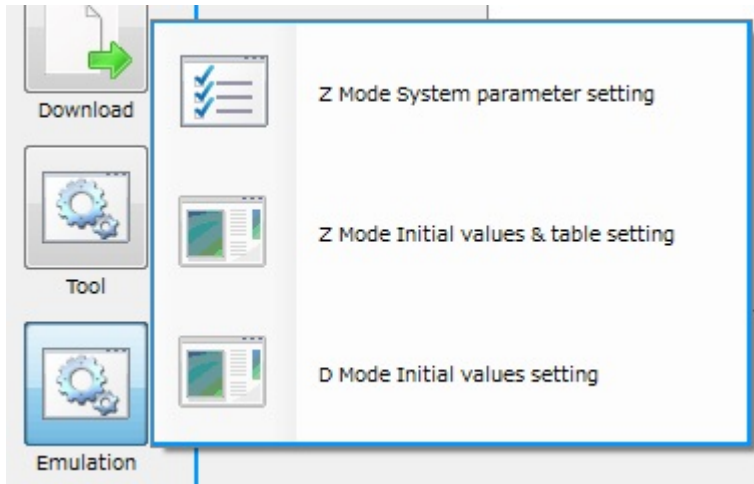 Download
Z Mode System parameter setting
Z Mode Initial values & table setting
Tool
D Mode Initial values setting
Emulation